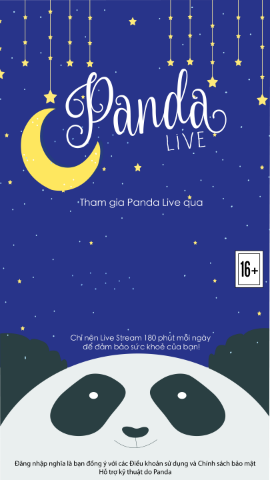 Panda
LIVE
Tham gia Panda Live qua
16+
Chỉ nên Live Stream 180 phút mỗi ngày
để đảm bảo sức khoẻ của bạn!
Đăng nhập nghĩa là bạn đồng ý với các Điều khoản sử dụng và Chính sách bảo mật
Hỗ trợ kỹ thuật do Panda